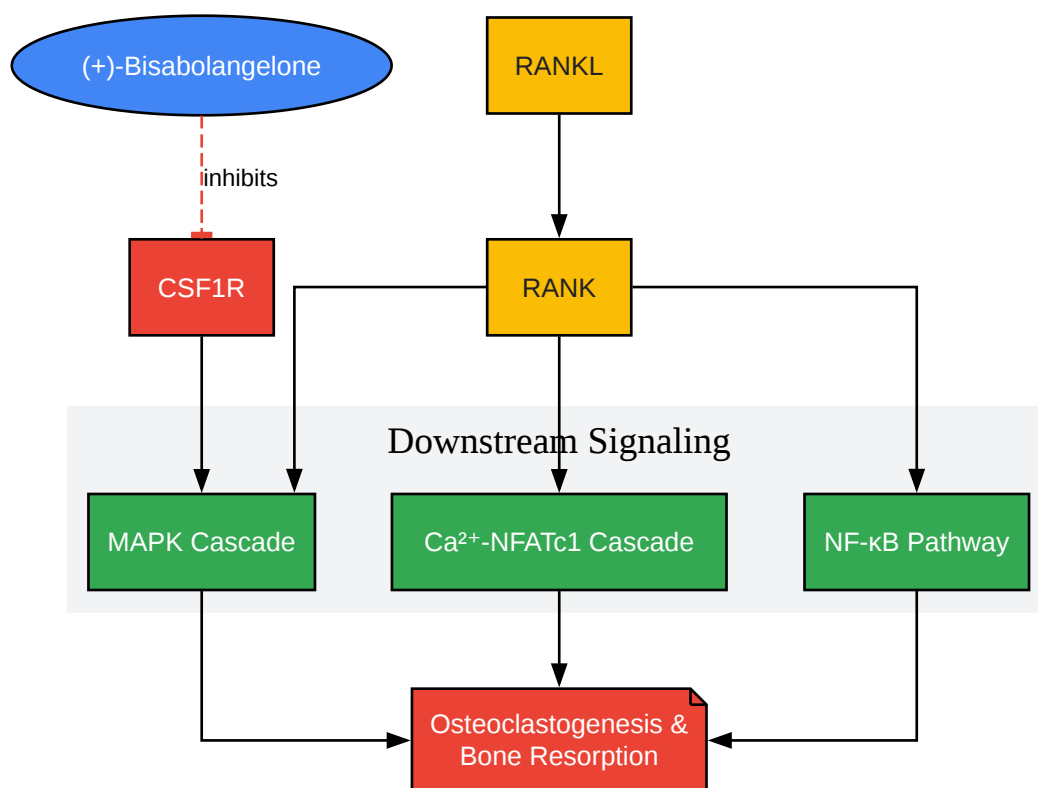 (+)-Bisabolangelone
RANKL
inhibits
CSF1R
RANK
Downstream Signaling
MAPK Cascade
Ca²⁺-NFATc1 Cascade
NF-κB Pathway
Osteoclastogenesis &
Bone Resorption